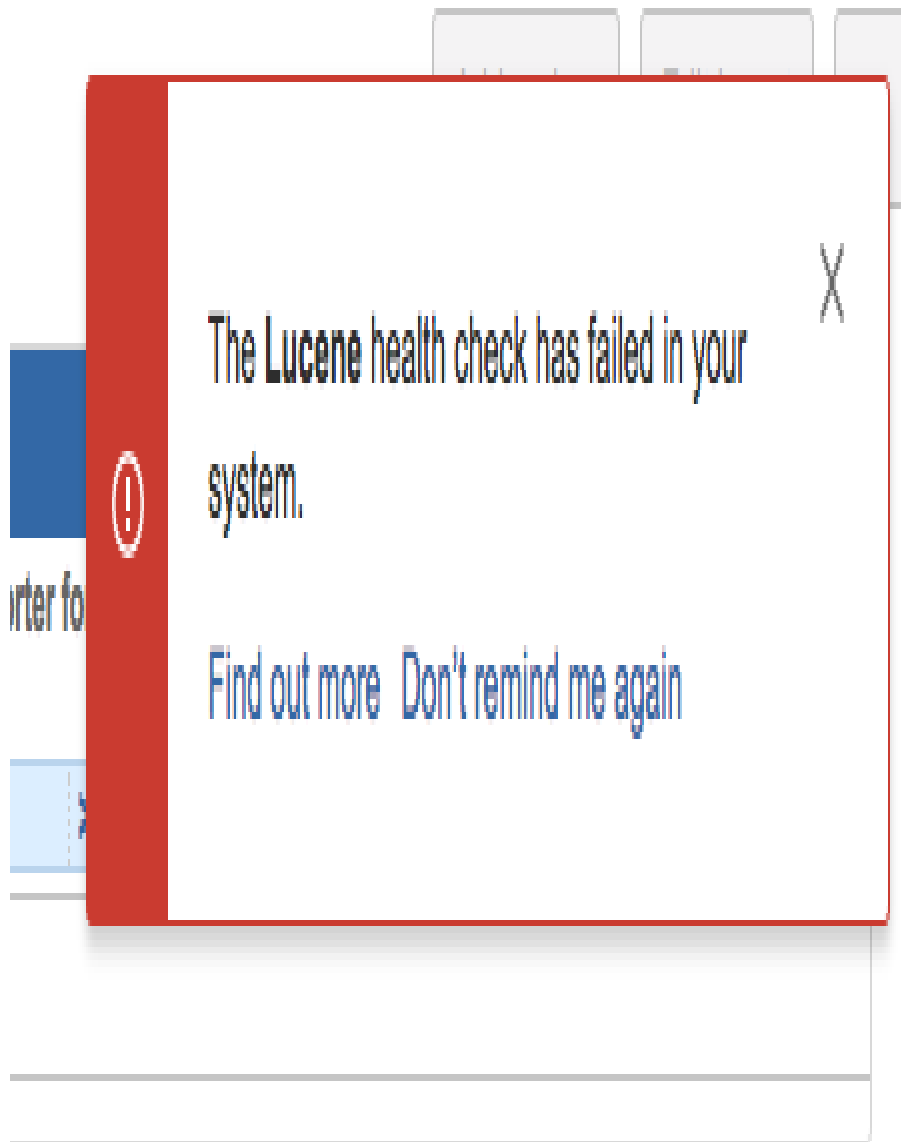 The Lucene health check has failed in your
system.
Find out more Don't remind me again